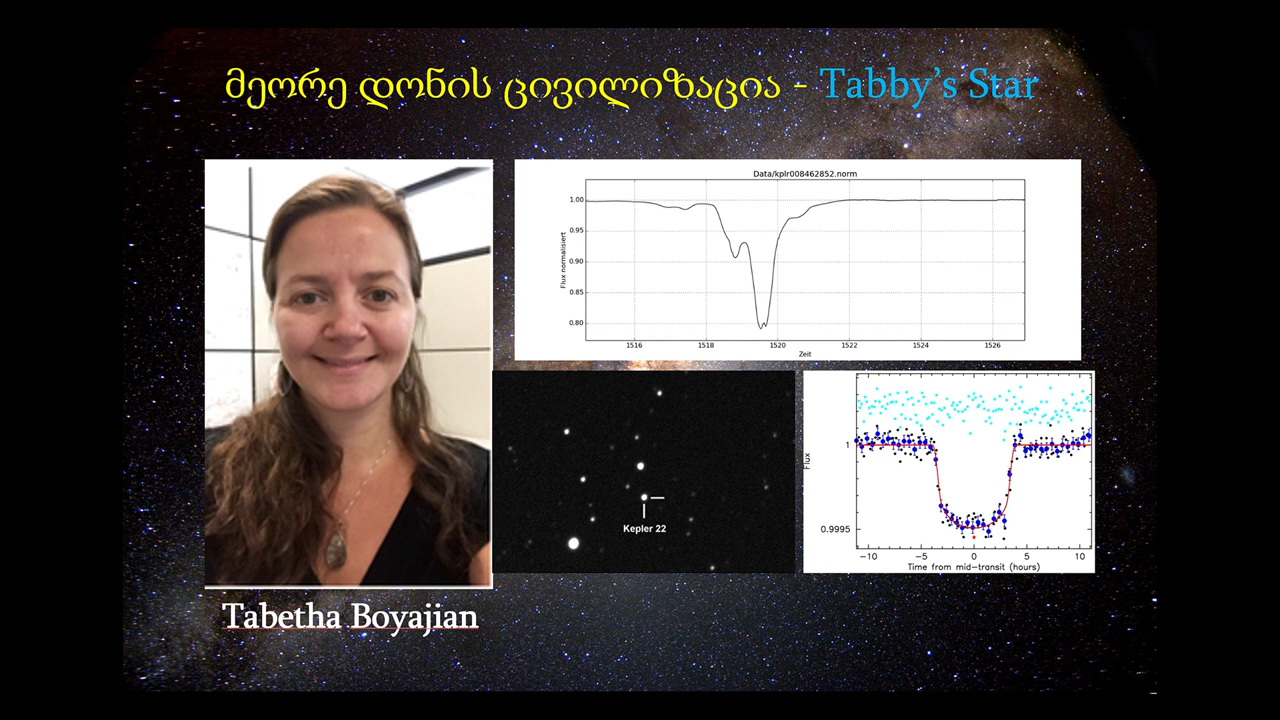 მეორე დონის ცივილიზაცია - Tabby's Star
Data/kplr008462852.norm
1.00
0.95
0.90
0.85
0.80
Flux normalisiert
1516 1518 1520 1522 1524 1526
Zeit
Kepler 22
Flux
1
0.9995
−10 −5 0 5 10
Time from mid-transit (hours)
Tabetha Boyajian